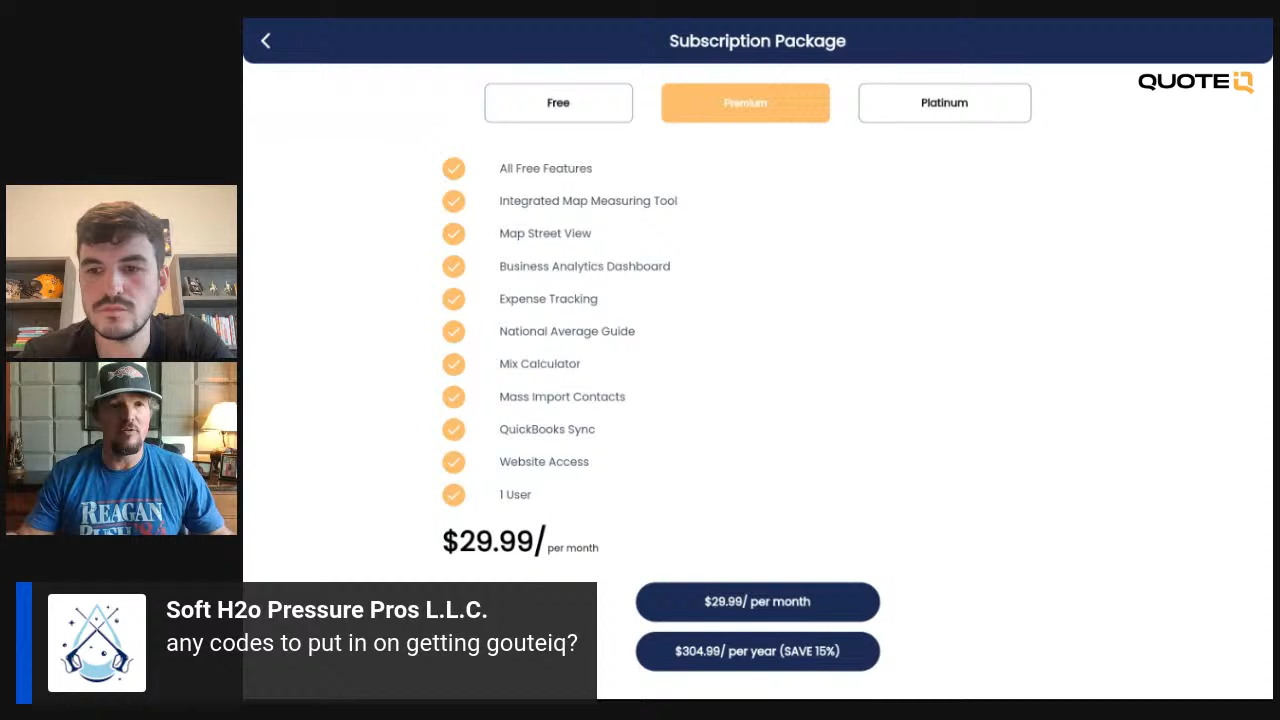 Subscription Package
QUOTE IQ
Free
Premium
Platinum
All Free Features
Integrated Map Measuring Tool
Map Street View
Business Analytics Dashboard
Expense Tracking
National Average Guide
Mix Calculator
Mass Import Contacts
QuickBooks Sync
Website Access
1 User
$29.99/ per month
$29.99/ per month
$304.99/ per year (SAVE 15%)
REAGAN
BUSH '84
Soft H2o Pressure Pros L.L.C.
any codes to put in on getting gouteiq?